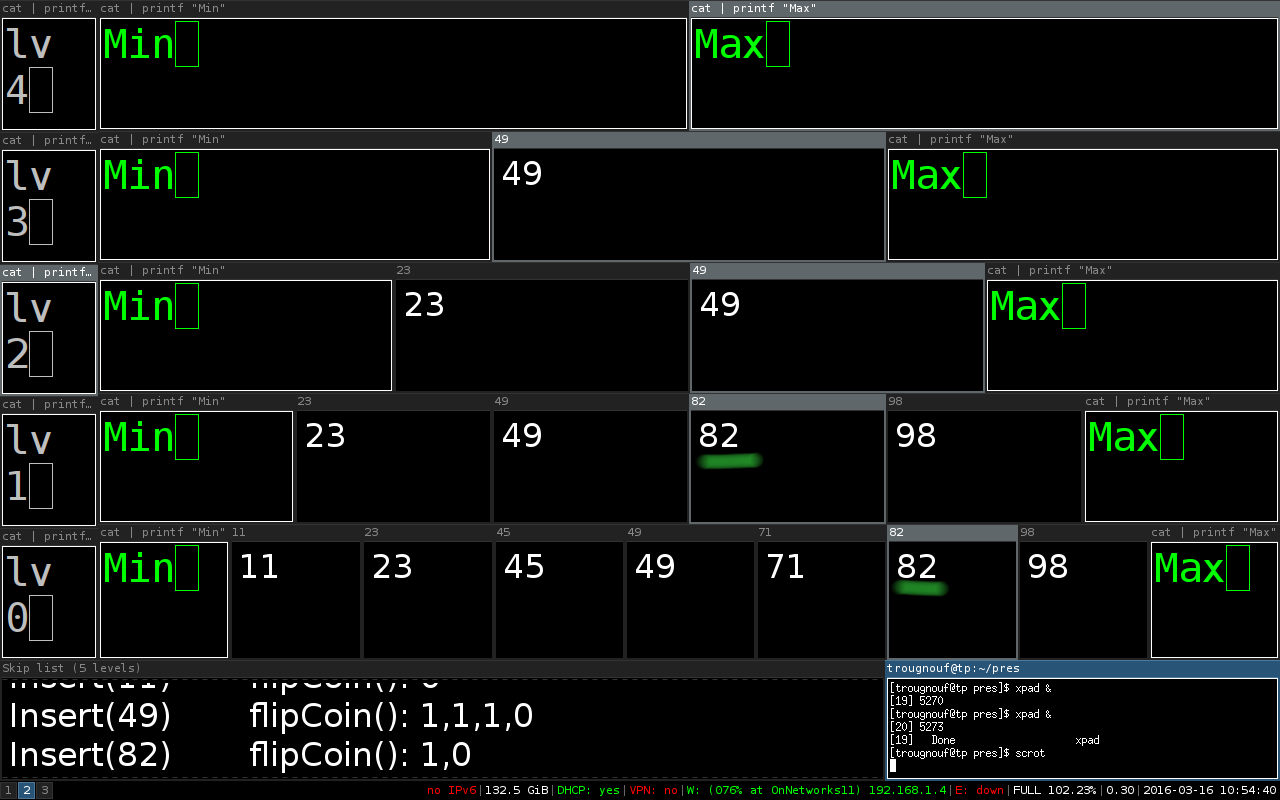 cat | printf… cat | printf "Min" cat | printf "Max"
lv Min Max
4
cat | printf… cat | printf "Min" 49 cat | printf "Max"
lv Min 49 Max
3
cat | printf… cat | printf "Min" 23 49 cat | printf "Max"
lv Min 23 49 Max
2
cat | printf… cat | printf "Min" 23 49 82 98 cat | printf "Max"
lv Min 23 49 82 98 Max
1
cat | printf… cat | printf "Min" 11 23 45 49 71 82 98 cat | printf "Max"
lv Min 11 23 45 49 71 82 98 Max
0
Skip list (5 levels)
Insert(11) flipCoin(): 0
Insert(49) flipCoin(): 1,1,1,0
Insert(82) flipCoin(): 1,0
trougnouf@tp:~/pres
[trougnouf@tp pres]$ xpad &
[19] 5270
[trougnouf@tp pres]$ xpad &
[20] 5273
[19] Done xpad
[trougnouf@tp pres]$ scrot
1 2 3 no IPv6|132.5 GiB|DHCP: yes|VPN: no|W: (076% at OnNetworks11) 192.168.1.4|E: down|FULL 102.23%|0.30|2016-03-16 10:54:40